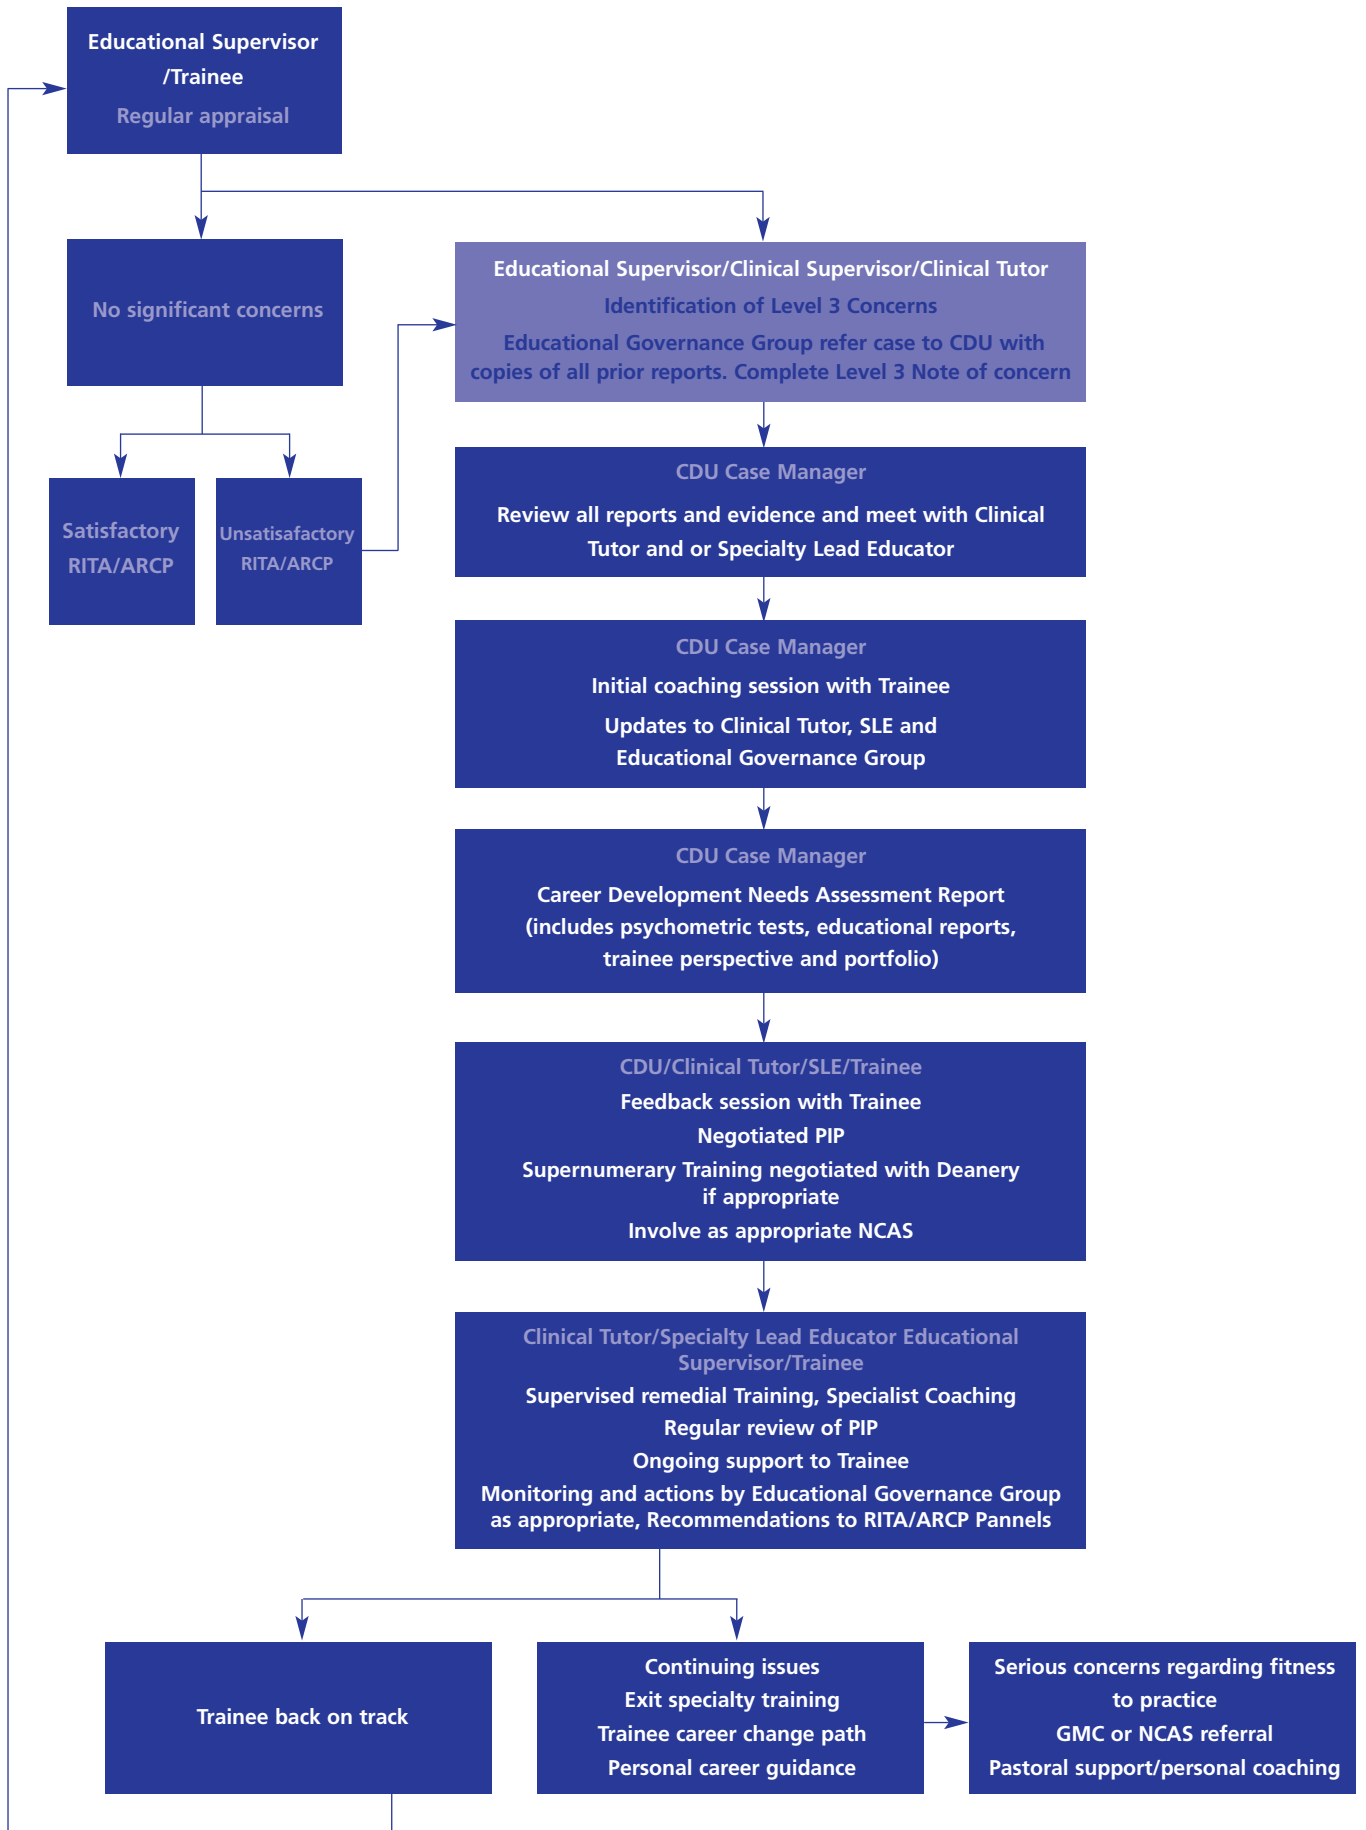 Educational Supervisor
/Trainee
Regular appraisal
No significant concerns
Educational Supervisor/Clinical Supervisor/Clinical Tutor
Identification of Level 3 Concerns
Educational Governance Group refer case to CDU with
copies of all prior reports. Complete Level 3 Note of concern
Satisfactory
RITA/ARCP
Unsatisafactory
RITA/ARCP
CDU Case Manager
Review all reports and evidence and meet with Clinical
Tutor and or Specialty Lead Educator
CDU Case Manager
Initial coaching session with Trainee
Updates to Clinical Tutor, SLE and
Educational Governance Group
CDU Case Manager
Career Development Needs Assessment Report
(includes psychometric tests, educational reports,
trainee perspective and portfolio)
CDU/Clinical Tutor/SLE/Trainee
Feedback session with Trainee
Negotiated PIP
Supernumerary Training negotiated with Deanery
if appropriate
Involve as appropriate NCAS
Clinical Tutor/Specialty Lead Educator Educational
Supervisor/Trainee
Supervised remedial Training, Specialist Coaching
Regular review of PIP
Ongoing support to Trainee
Monitoring and actions by Educational Governance Group
as appropriate, Recommendations to RITA/ARCP Pannels
Trainee back on track
Continuing issues
Exit specialty training
Trainee career change path
Personal career guidance
Serious concerns regarding fitness
to practice
GMC or NCAS referral
Pastoral support/personal coaching